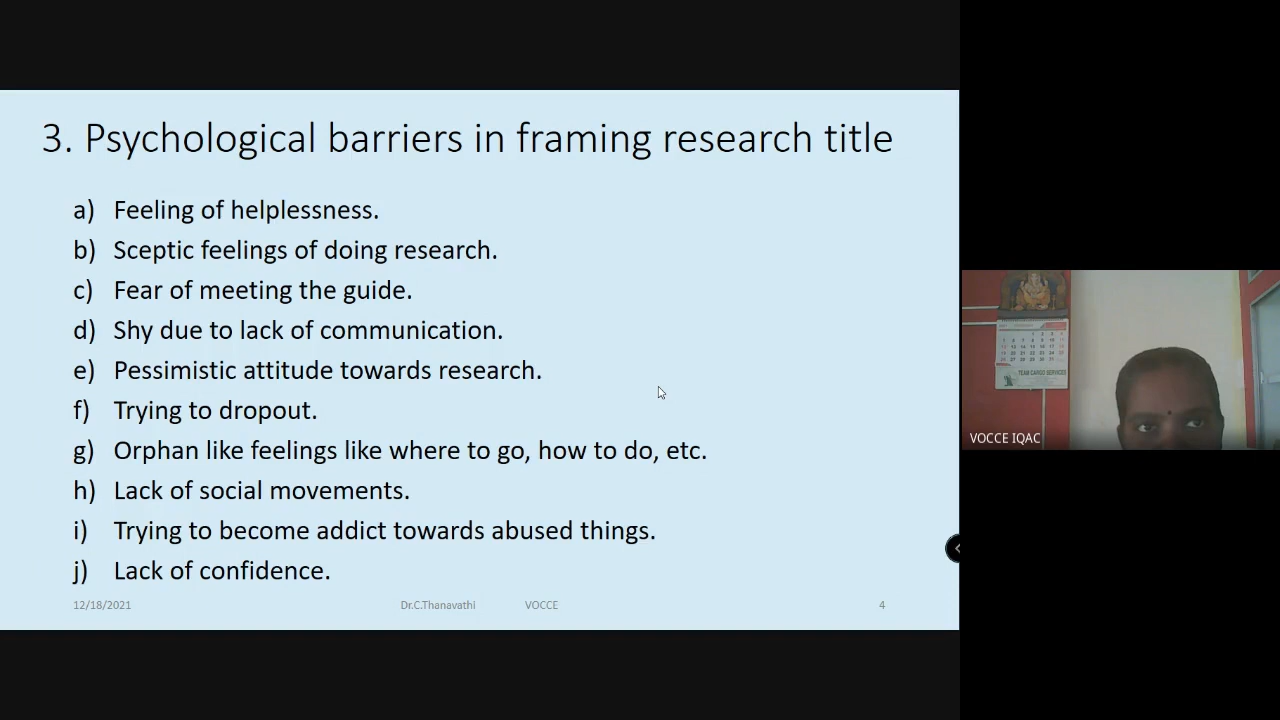 3. Psychological barriers in framing research title
a) Feeling of helplessness.
b) Sceptic feelings of doing research.
c) Fear of meeting the guide.
d) Shy due to lack of communication.
e) Pessimistic attitude towards research.
f) Trying to dropout.
g) Orphan like feelings like where to go, how to do, etc.
h) Lack of social movements.
i) Trying to become addict towards abused things.
j) Lack of confidence.
12/18/2021 Dr.C.Thanavathi VOCCE 4
TEAM CARGO SERVICES
VOCCE IQAC